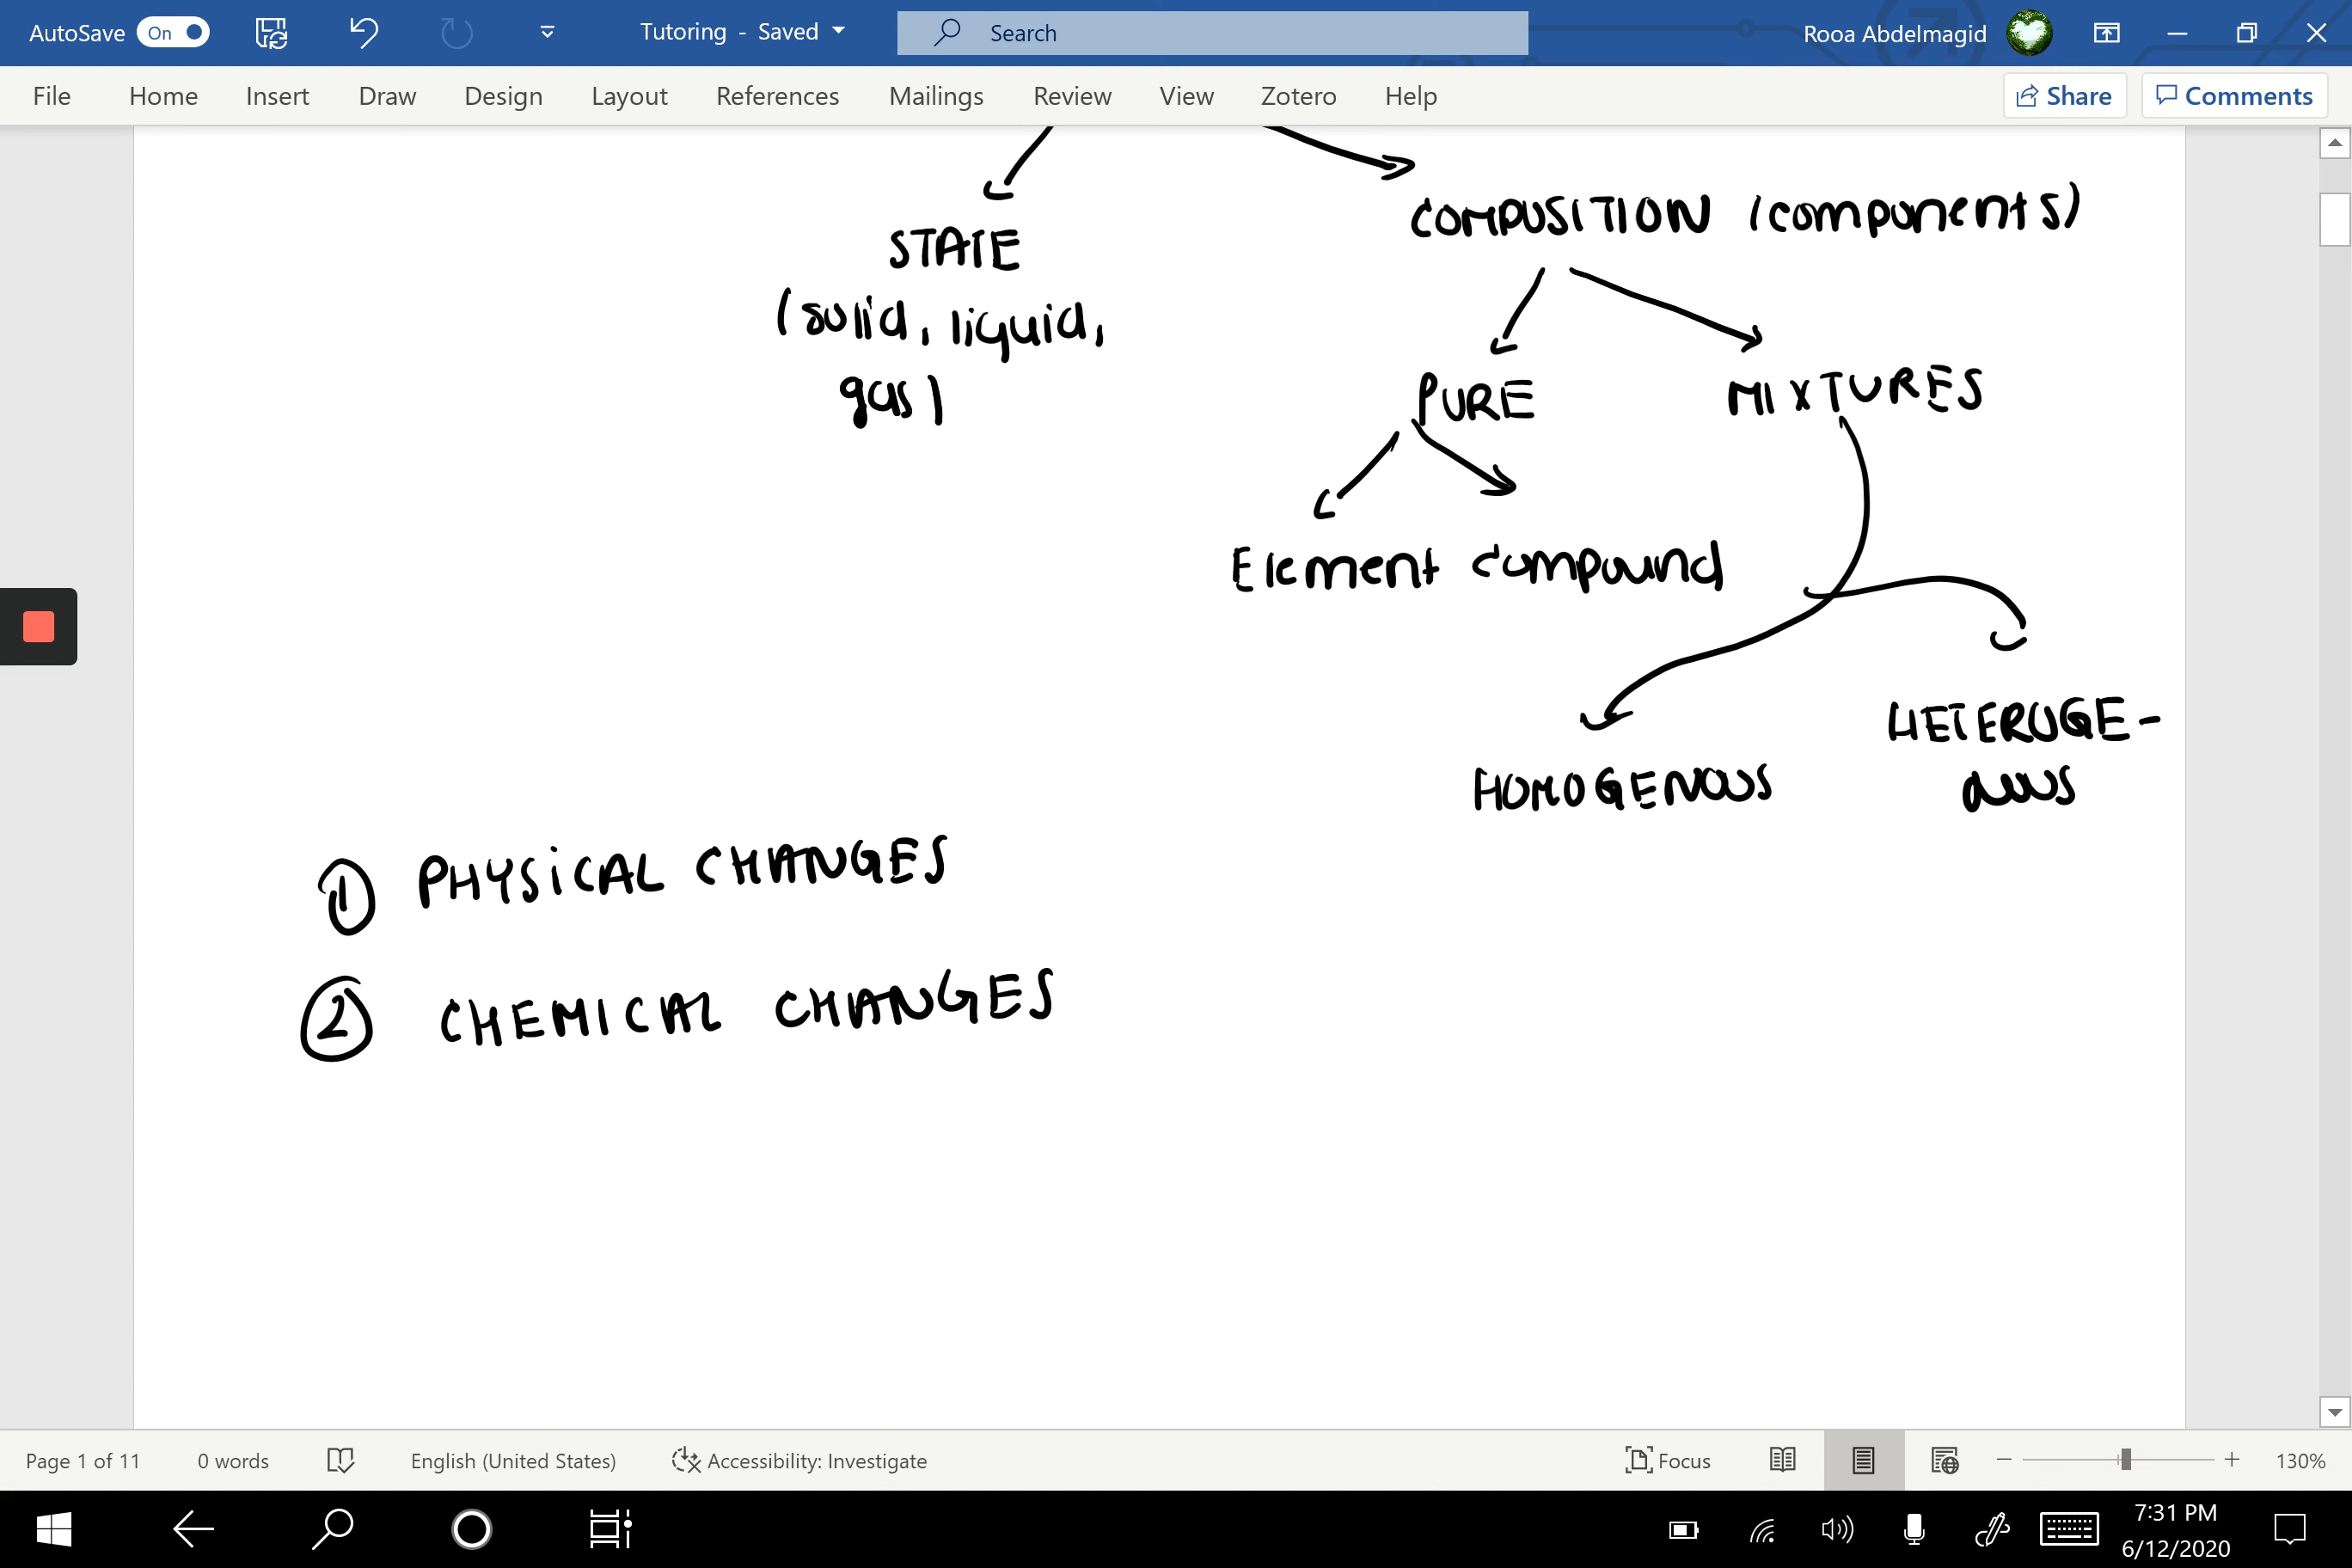 AutoSave On Tutoring - Saved Search Rooa Abdelmagid
File Home Insert Draw Design Layout References Mailings Review View Zotero Help Share Comments
STATE
(solid, liquid,
gas)
COMPOSITION (components)
PURE MIXTURES
Element compound
HOMOGENOUS
HETEROGE-
① PHYSICAL CHANGES
② CHEMICAL CHANGES
Page 1 of 11 0 words English (United States) Accessibility: Investigate Focus 130%
7:31 PM
6/12/2020